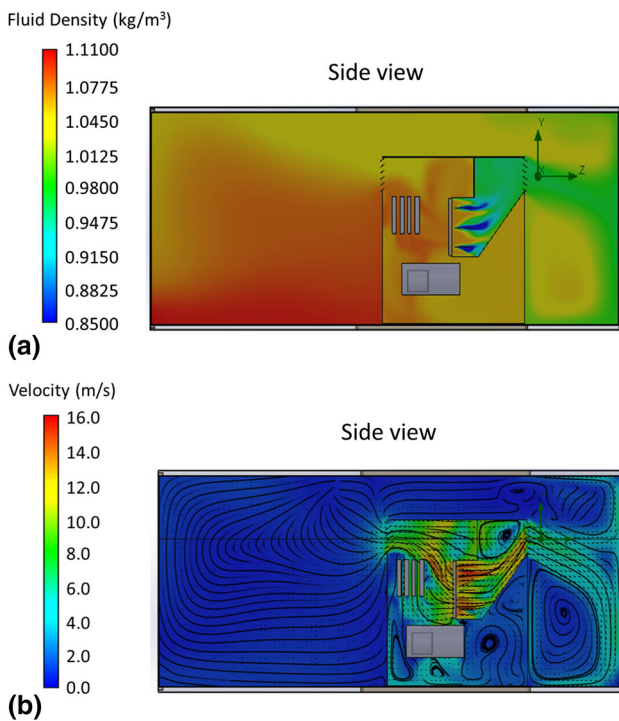 Fluid Density (kg/m³)
1.1100
1.0775
1.0450
1.0125
0.9800
0.9475
0.9150
0.8825
0.8500
Side view
Y
X
Z
(a)
Velocity (m/s)
16.0
14.0
12.0
10.0
8.0
6.0
4.0
2.0
0.0
Side view
(b)